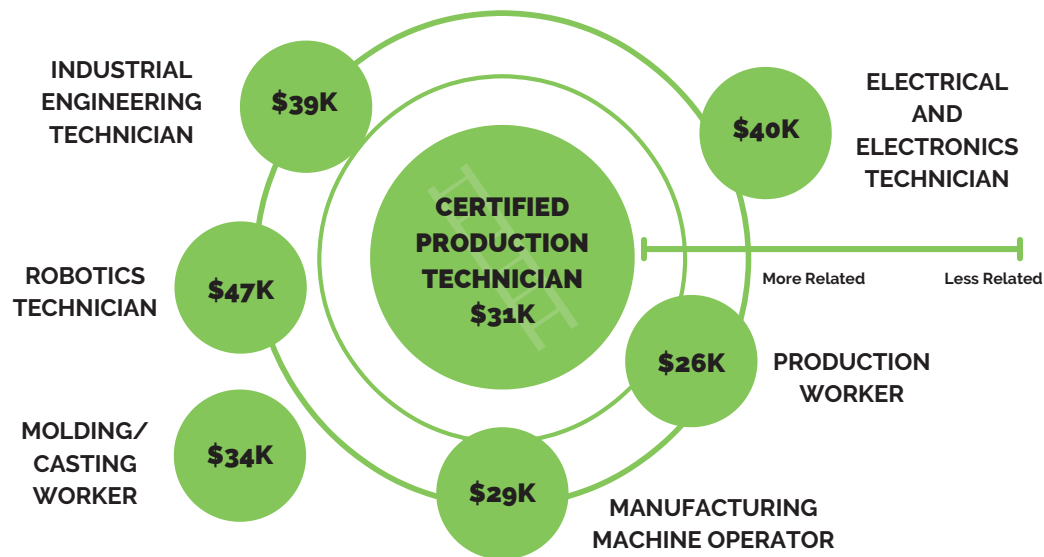 INDUSTRIAL
ENGINEERING
TECHNICIAN
$39K
$40K
ELECTRICAL
AND
ELECTRONICS
TECHNICIAN
CERTIFIED
PRODUCTION
TECHNICIAN
$31K
More Related
Less Related
ROBOTICS
TECHNICIAN
$47K
$26K
PRODUCTION
WORKER
MOLDING/
CASTING
WORKER
$34K
$29K
MANUFACTURING
MACHINE OPERATOR